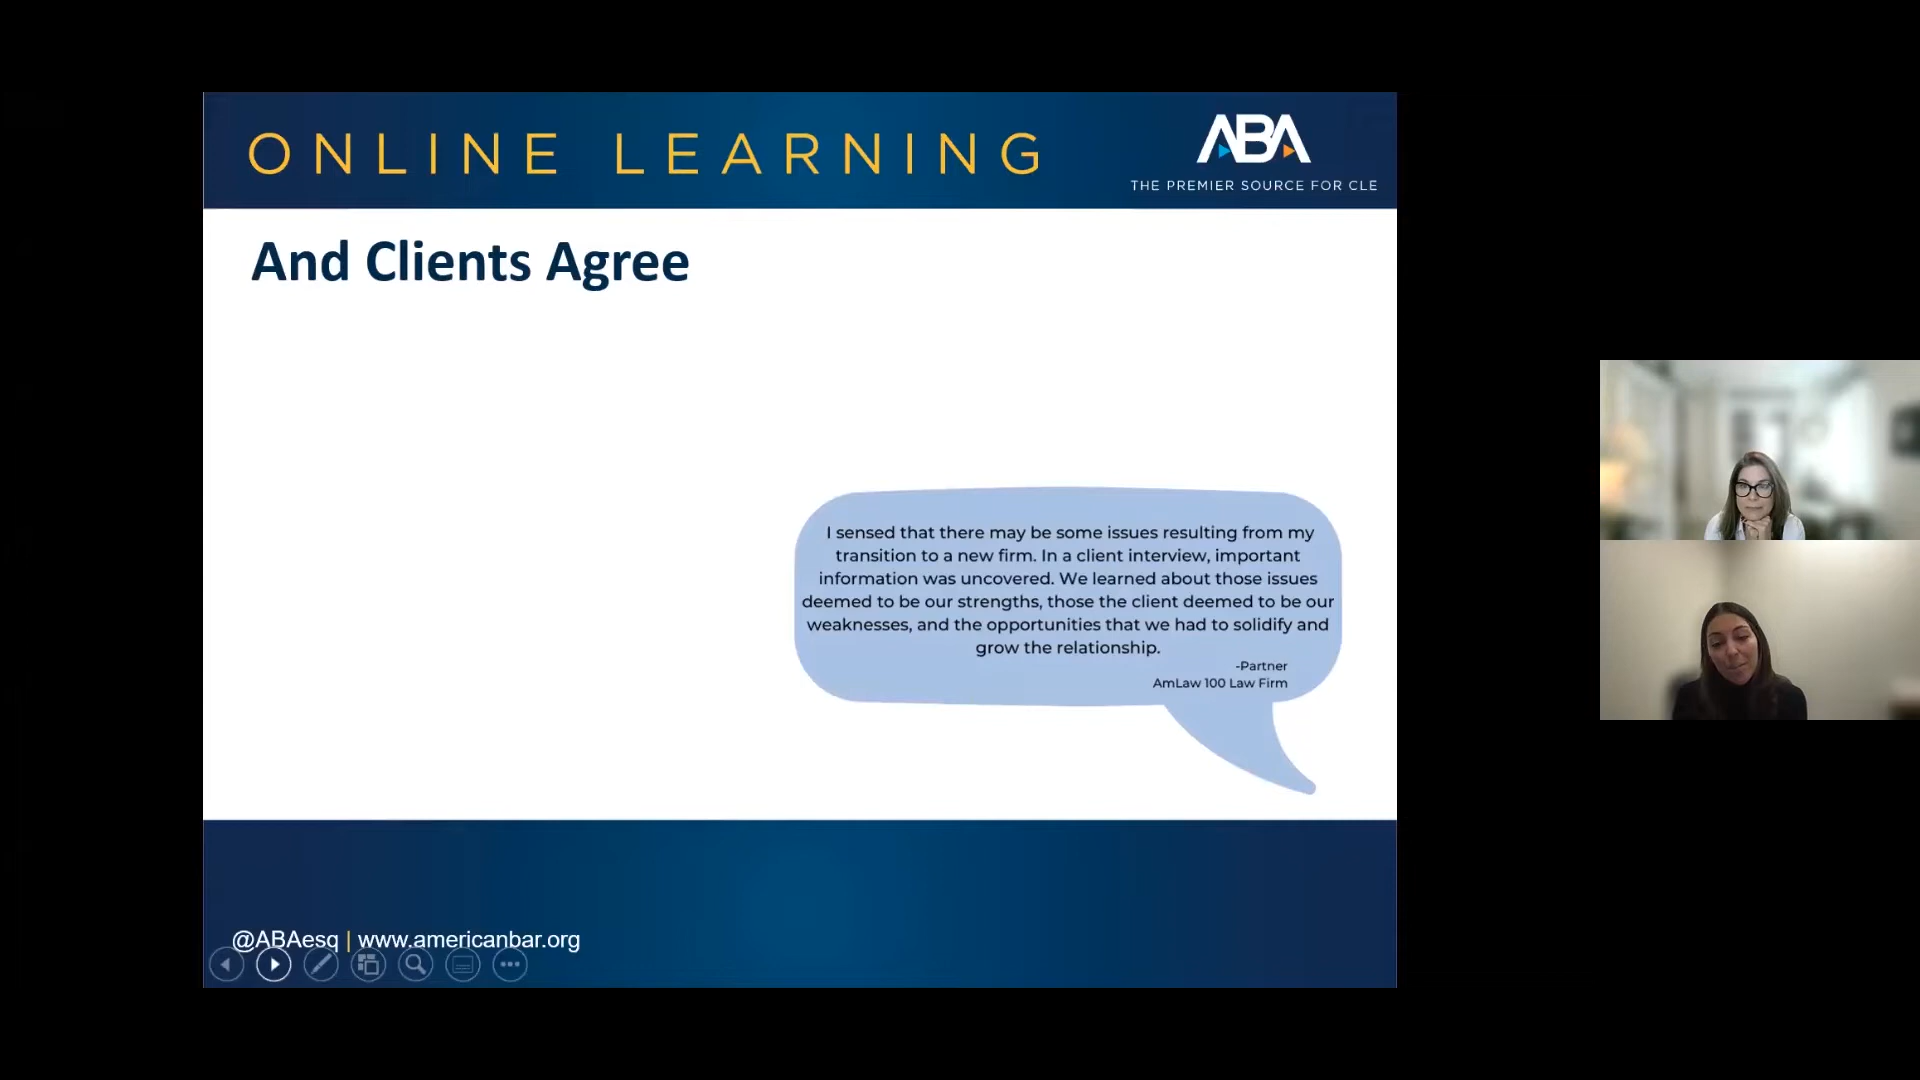 ONLINE LEARNING
ABA
THE PREMIER SOURCE FOR CLE
And Clients Agree
I sensed that there may be some issues resulting from my
transition to a new firm. In a client interview, important
information was uncovered. We learned about those issues
deemed to be our strengths, those the client deemed to be our
weaknesses, and the opportunities that we had to solidify and
grow the relationship.
-Partner
AmLaw 100 Law Firm
@ABAesq | www.americanbar.org